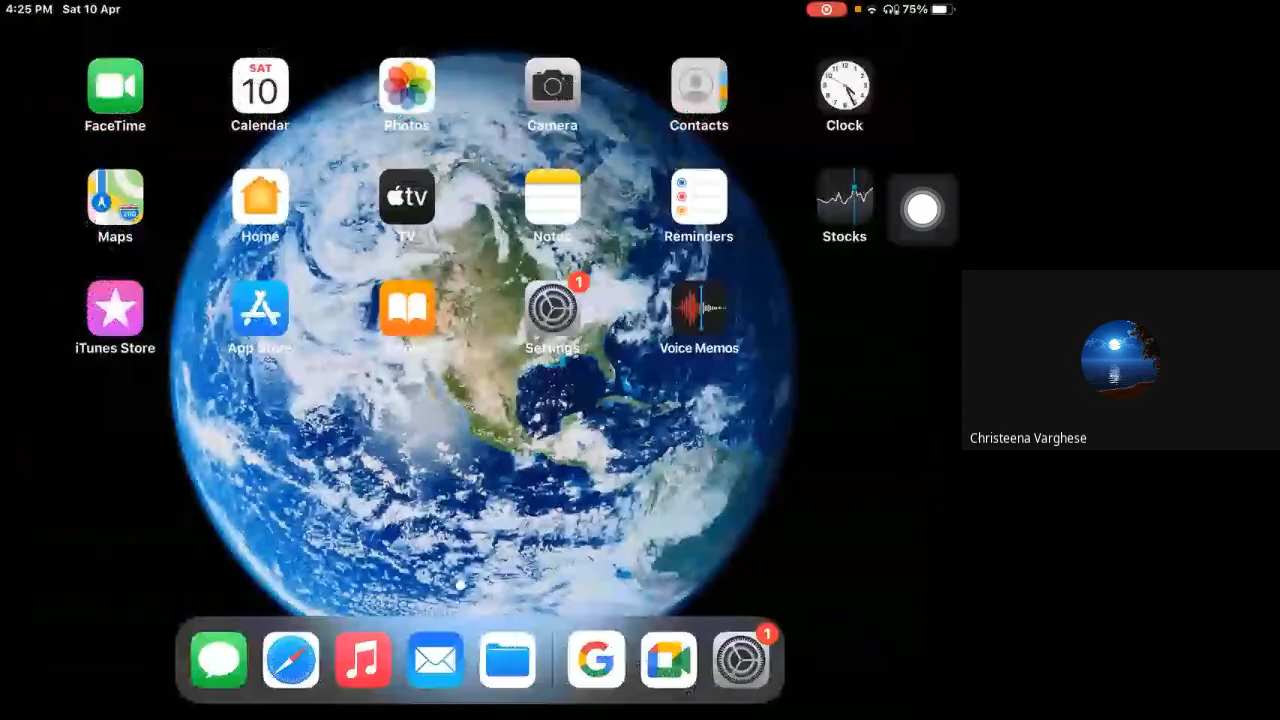 4:25 PM Sat 10 Apr
75%
FaceTime
SAT
10
Calendar
Photos
Camera
Contacts
Clock
Maps
Home
tv
TV
Notes
Reminders
Stocks
iTunes Store
App Store
1
Settings
Voice Memos
Christeena Varghese
1